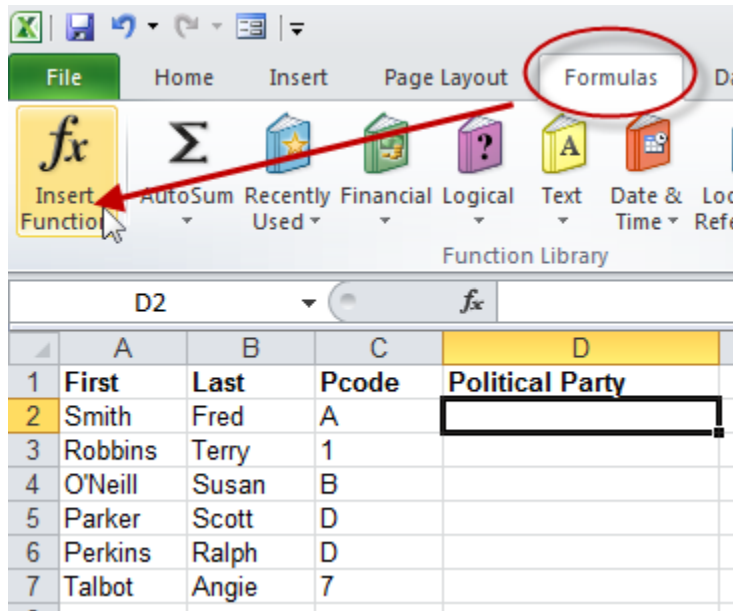 File Home Insert Page Layout Formulas
fx Σ ? A
Insert AutoSum Recently Financial Logical Text Date &
Function Used Time
Function Library
D2 fx
A B C D
1 First Last Pcode Political Party
2 Smith Fred A
3 Robbins Terry 1
4 O'Neill Susan B
5 Parker Scott D
6 Perkins Ralph D
7 Talbot Angie 7